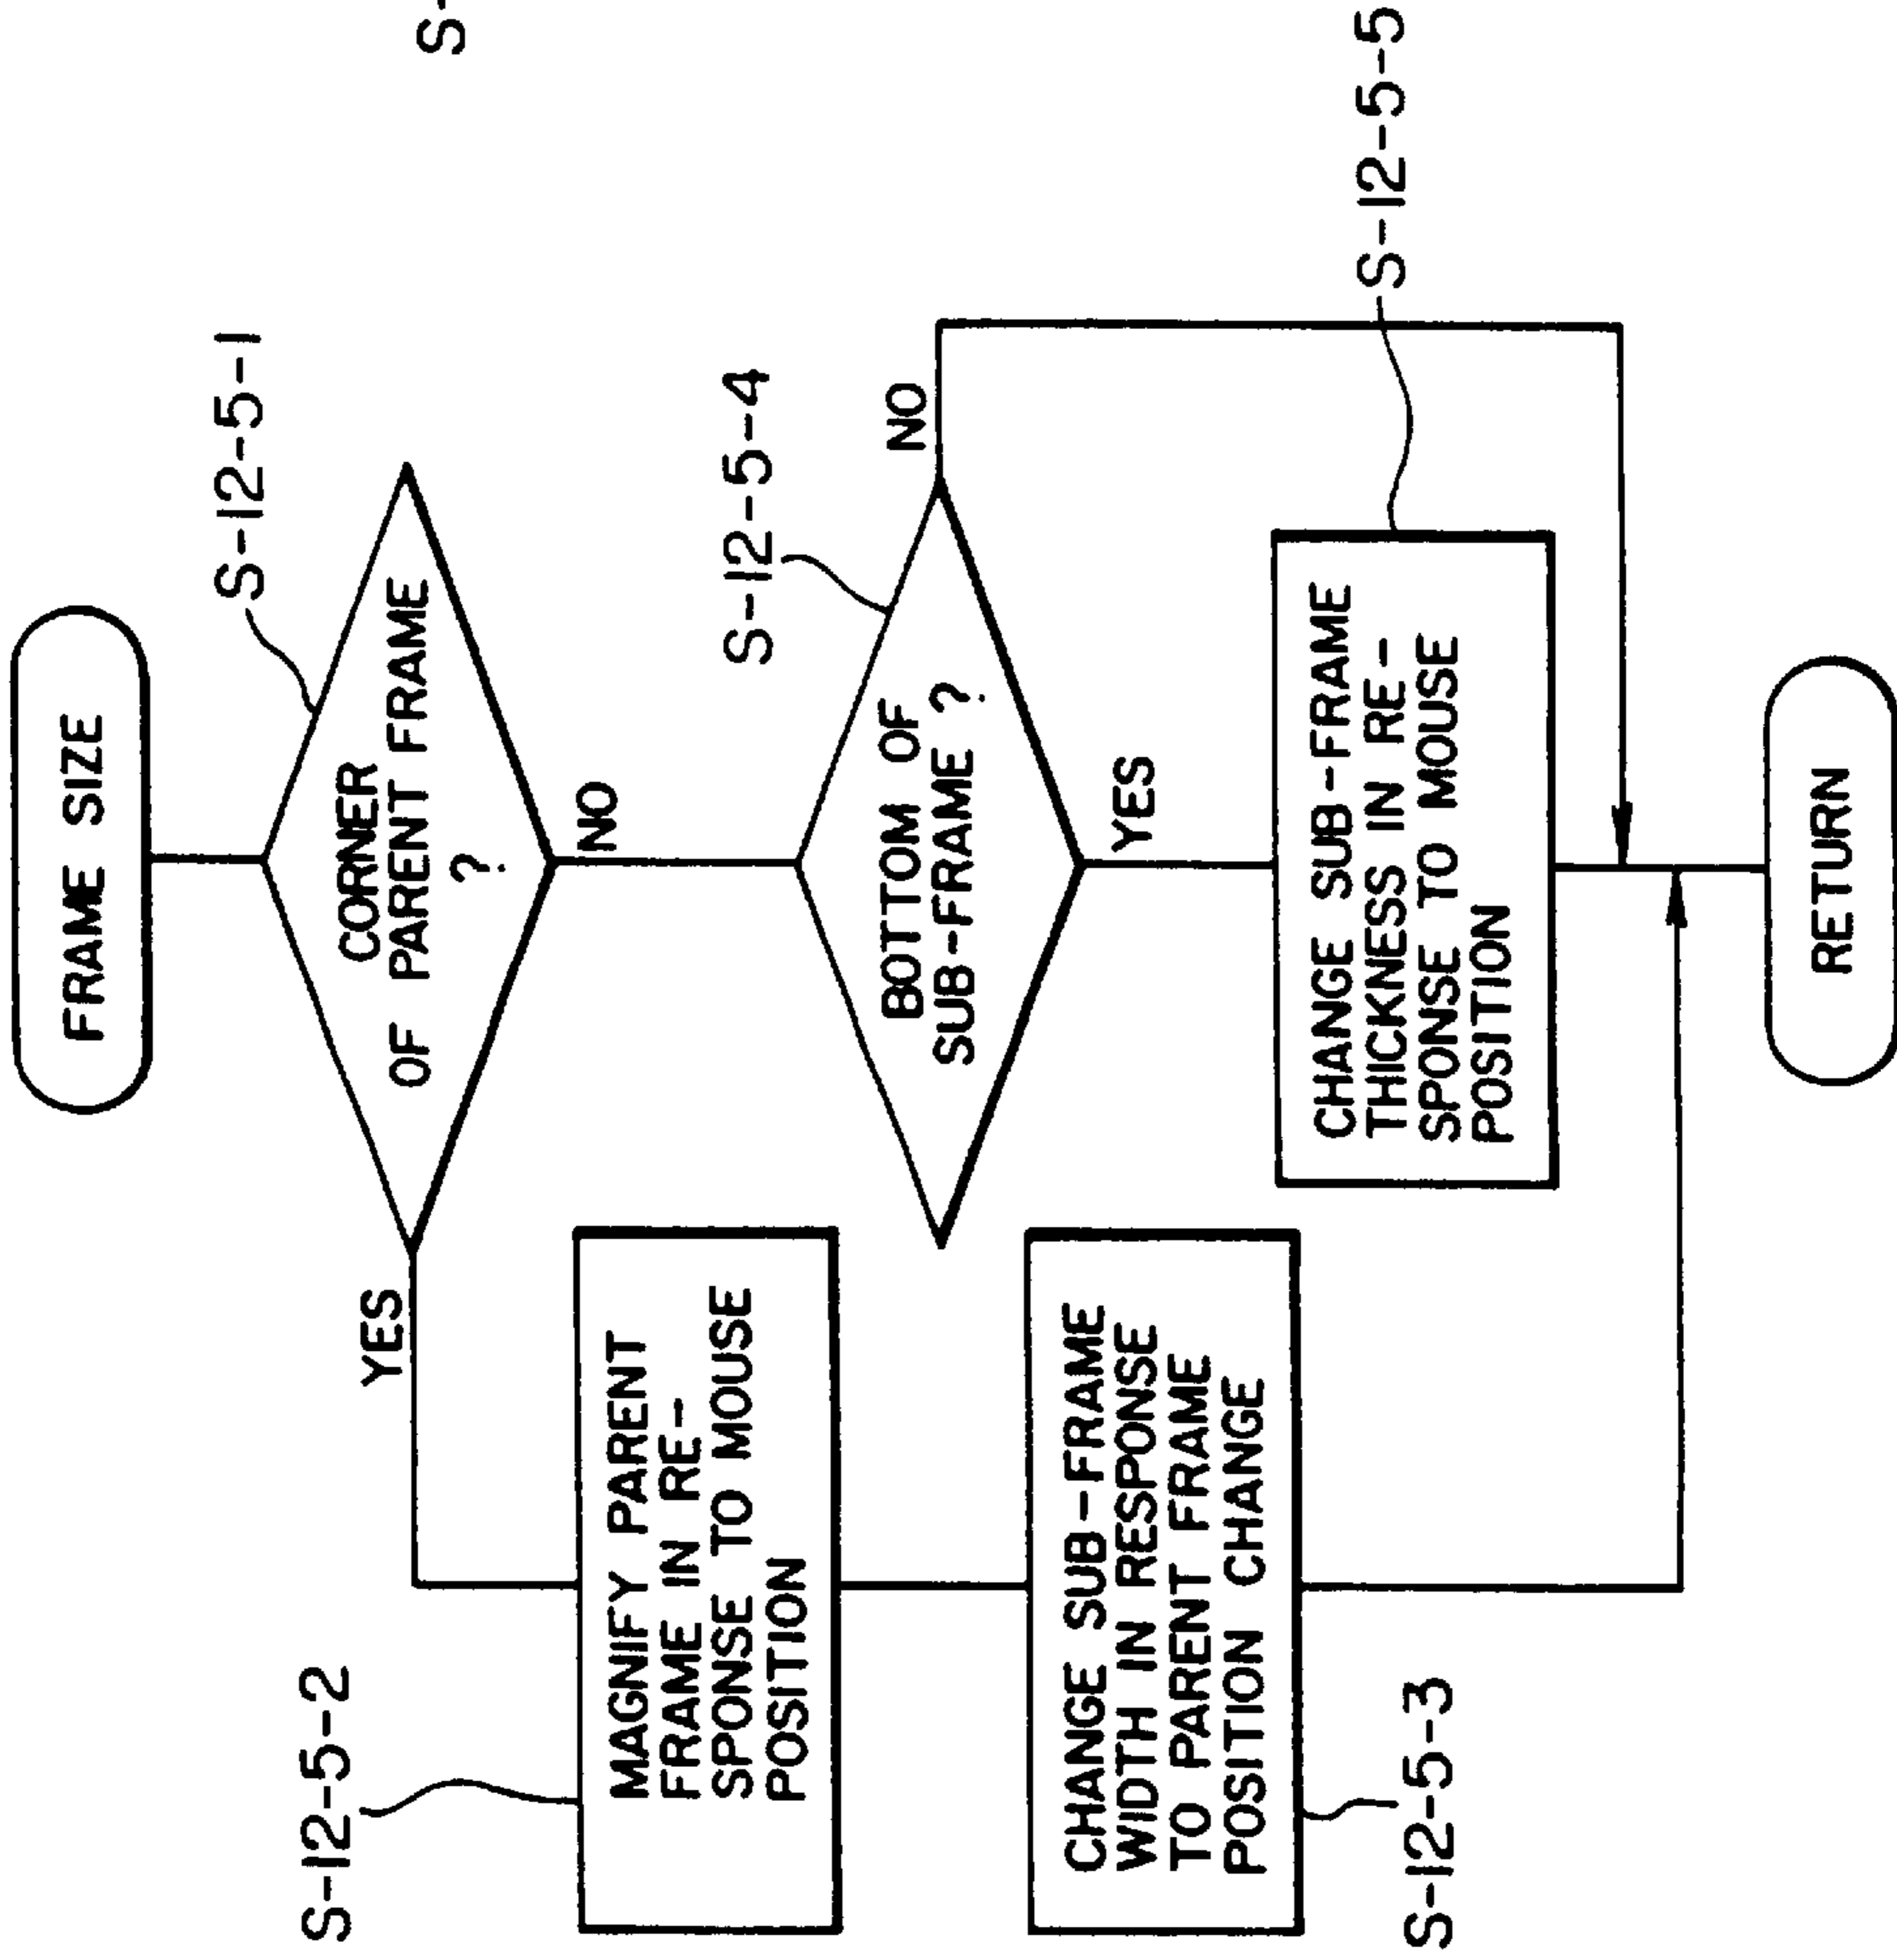 FRAME SIZE
S-12-5-1
CORNER
OF PARENT FRAME
?
YES
NO
S-12-5-2
MAGNIFY PARENT
FRAME IN RE-
SPONSE TO MOUSE
POSITION
S-12-5-4
BOTTOM OF
SUB-FRAME ?
NO
YES
CHANGE SUB-FRAME
WIDTH IN RESPONSE
TO PARENT FRAME
POSITION CHANGE
S-12-5-3
CHANGE SUB-FRAME
THICKNESS IN RE-
SPONSE TO MOUSE
POSITION
S-12-5-5
RETURN
S-